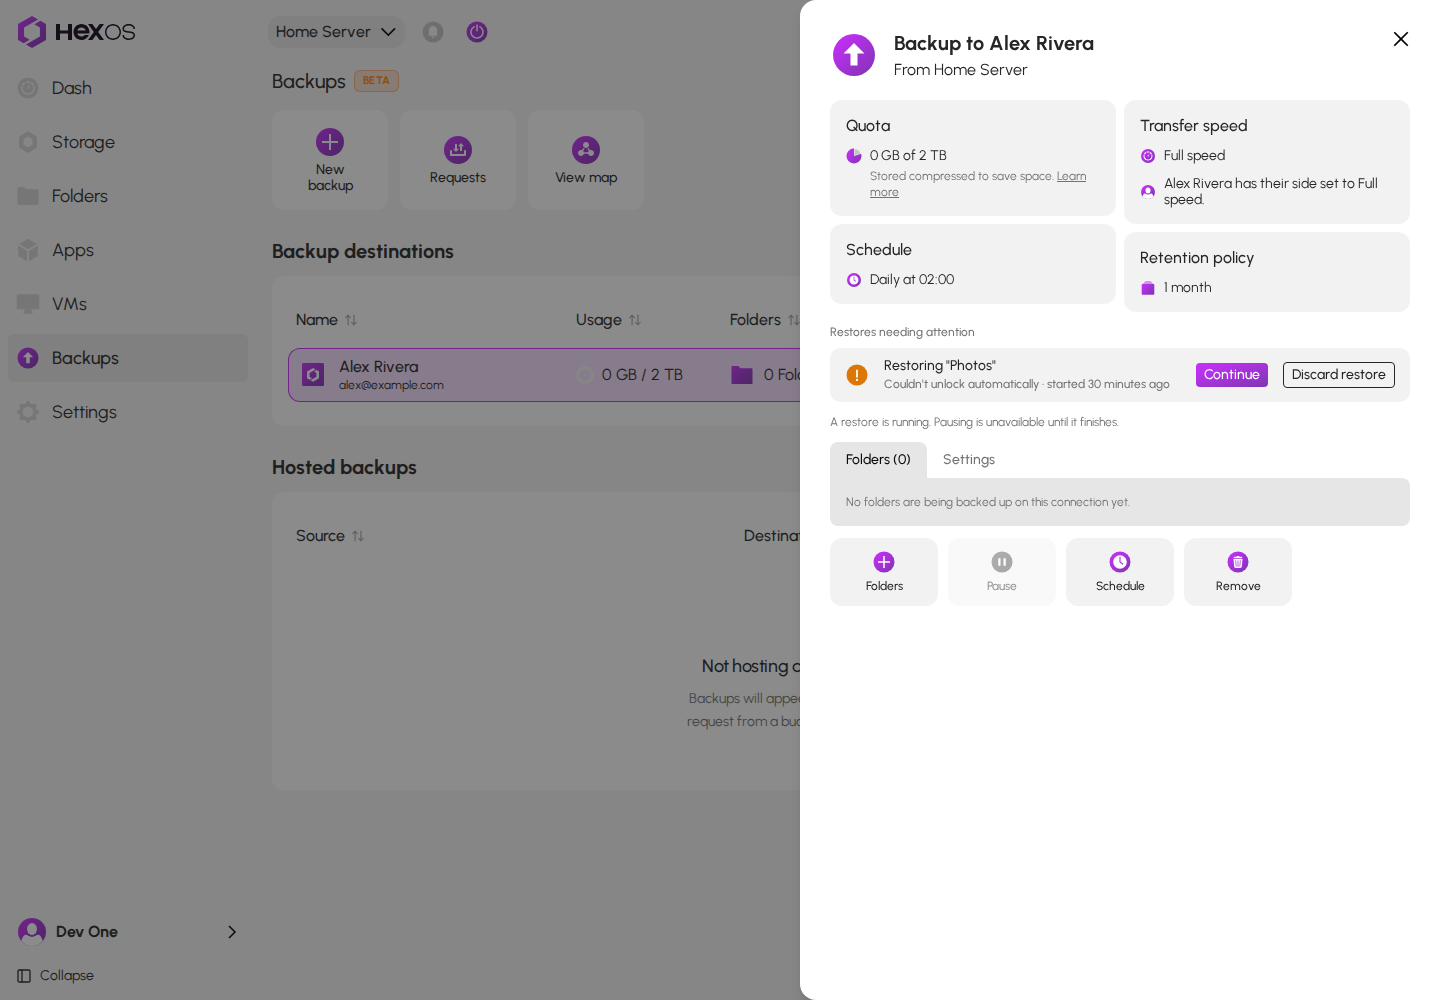 HEXOS
Home Server
Dash
Storage
Folders
Apps
VMs
Backups
Settings
Dev One
Collapse
Backups BETA
New
backup
Requests
View map
Backup destinations
Name
Usage
Folders
Alex Rivera
alex@example.com
0 GB / 2 TB
0
Hosted backups
Source
Not hosting
Backups will
request from a
Backup to Alex Rivera
From Home Server
Quota
0 GB of 2 TB
Stored compressed to save space. Learn
more
Transfer speed
Full speed
Alex Rivera has their side set to Full
speed.
Schedule
Daily at 02:00
Retention policy
1 month
Restores needing attention
Restoring "Photos"
Couldn't unlock automatically · started 30 minutes ago
Continue
Discard restore
A restore is running. Pausing is unavailable until it finishes.
Folders (0)
Settings
No folders are being backed up on this connection yet.
Folders
Pause
Schedule
Remove